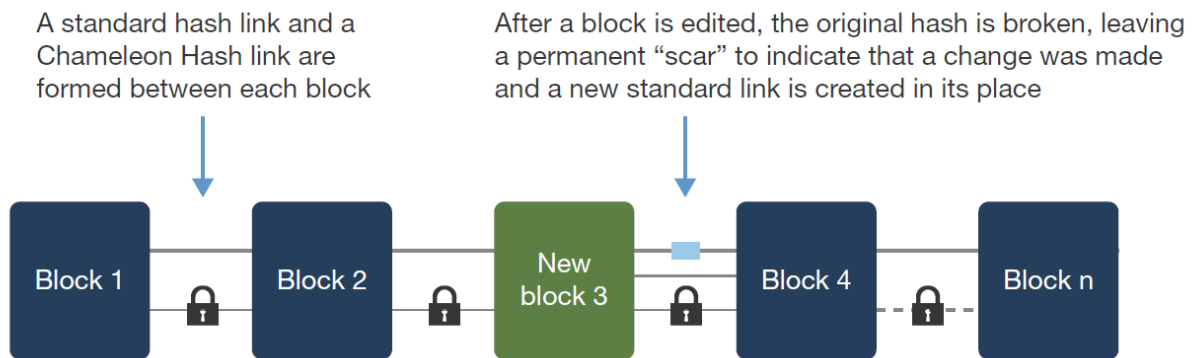 A standard hash link and a
Chameleon Hash link are
formed between each block
After a block is edited, the original hash is broken, leaving
a permanent “scar” to indicate that a change was made
and a new standard link is created in its place
Block 1
Block 2
New
block 3
Block 4
Block n